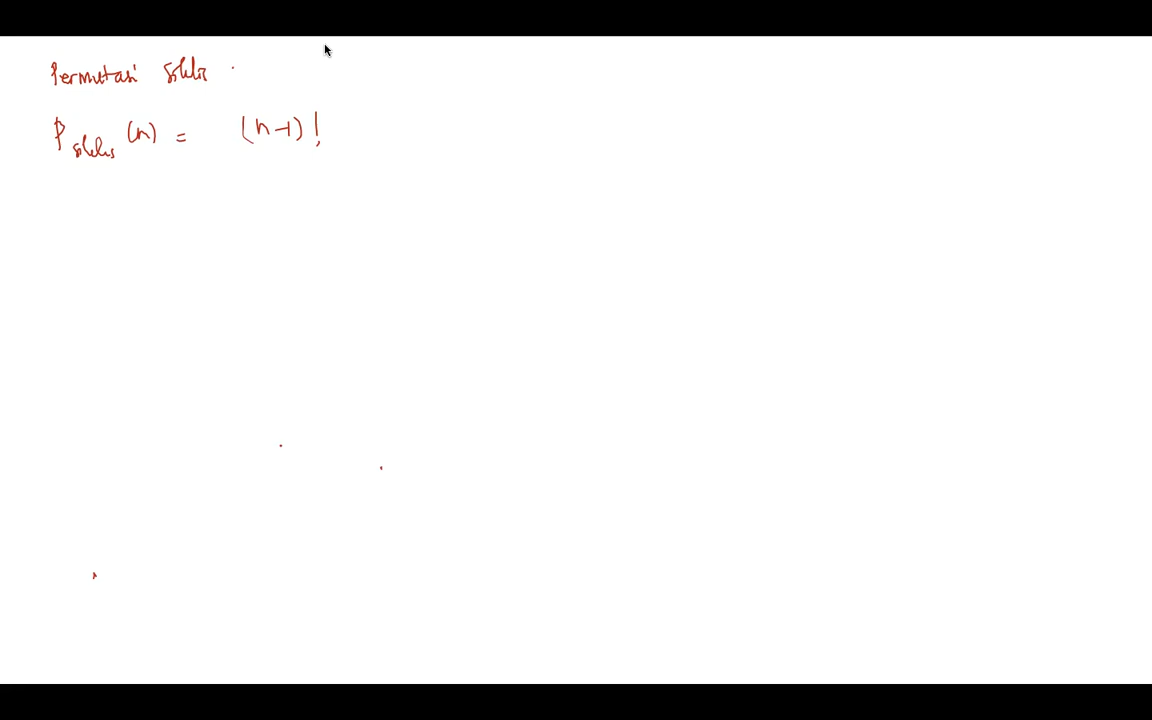 Permutasi Siklis
P siklis (n) = (n-1)!